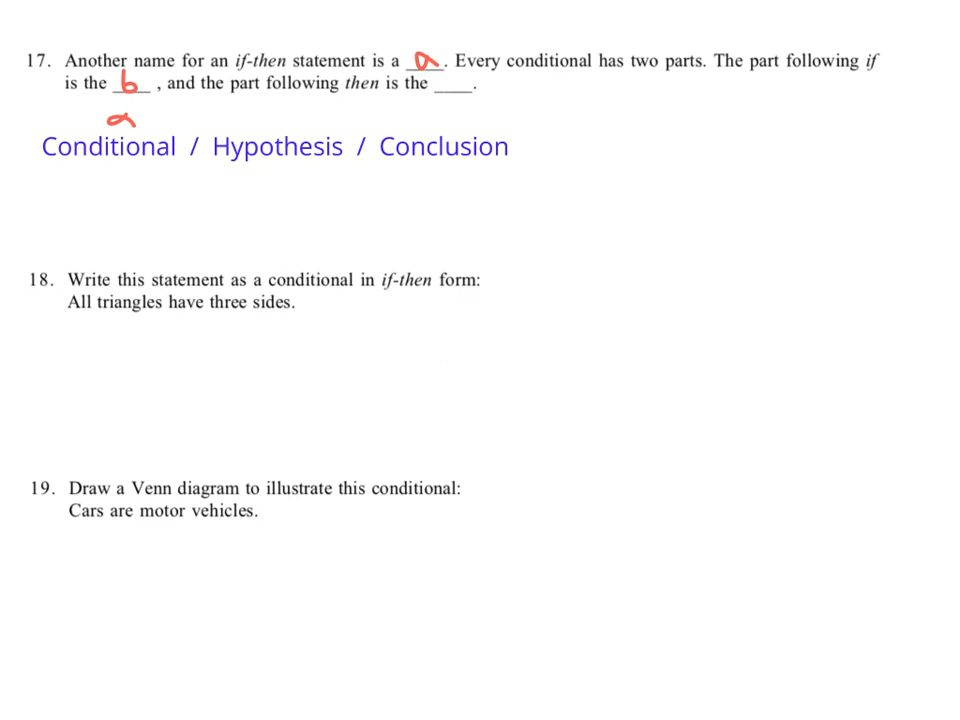 17. Another name for an if-then statement is a __a__. Every conditional has two parts. The part following if
is the __b__ , and the part following then is the ____.
a
Conditional / Hypothesis / Conclusion
18. Write this statement as a conditional in if-then form:
All triangles have three sides.
19. Draw a Venn diagram to illustrate this conditional:
Cars are motor vehicles.